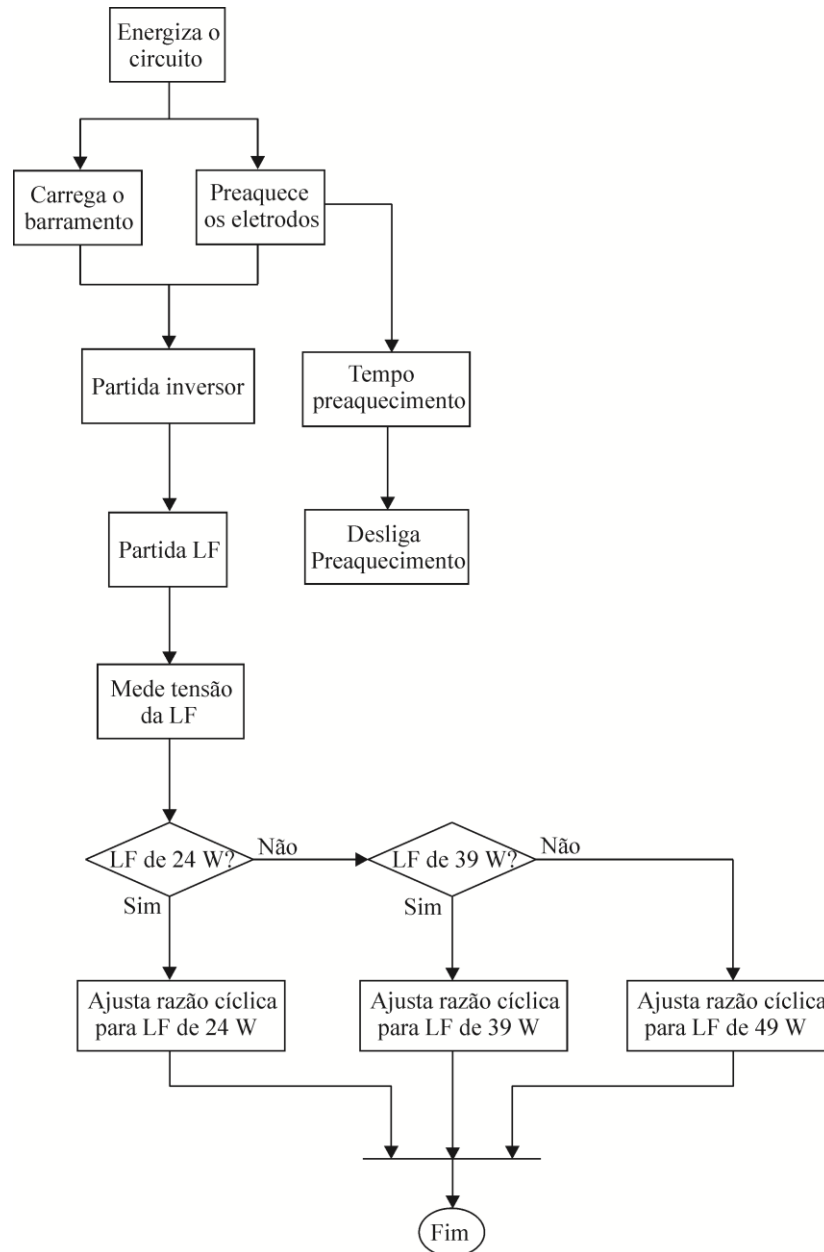 Energiza o
circuito
Carrega o
barramento
Preaquece
os eletrodos
Partida inversor
Tempo
preaquecimento
Partida LF
Desliga
Preaquecimento
Mede tensão
da LF
LF de 24 W?
Não
LF de 39 W?
Não
Sim
Sim
Ajusta razão cíclica
para LF de 24 W
Ajusta razão cíclica
para LF de 39 W
Ajusta razão cíclica
para LF de 49 W
Fim